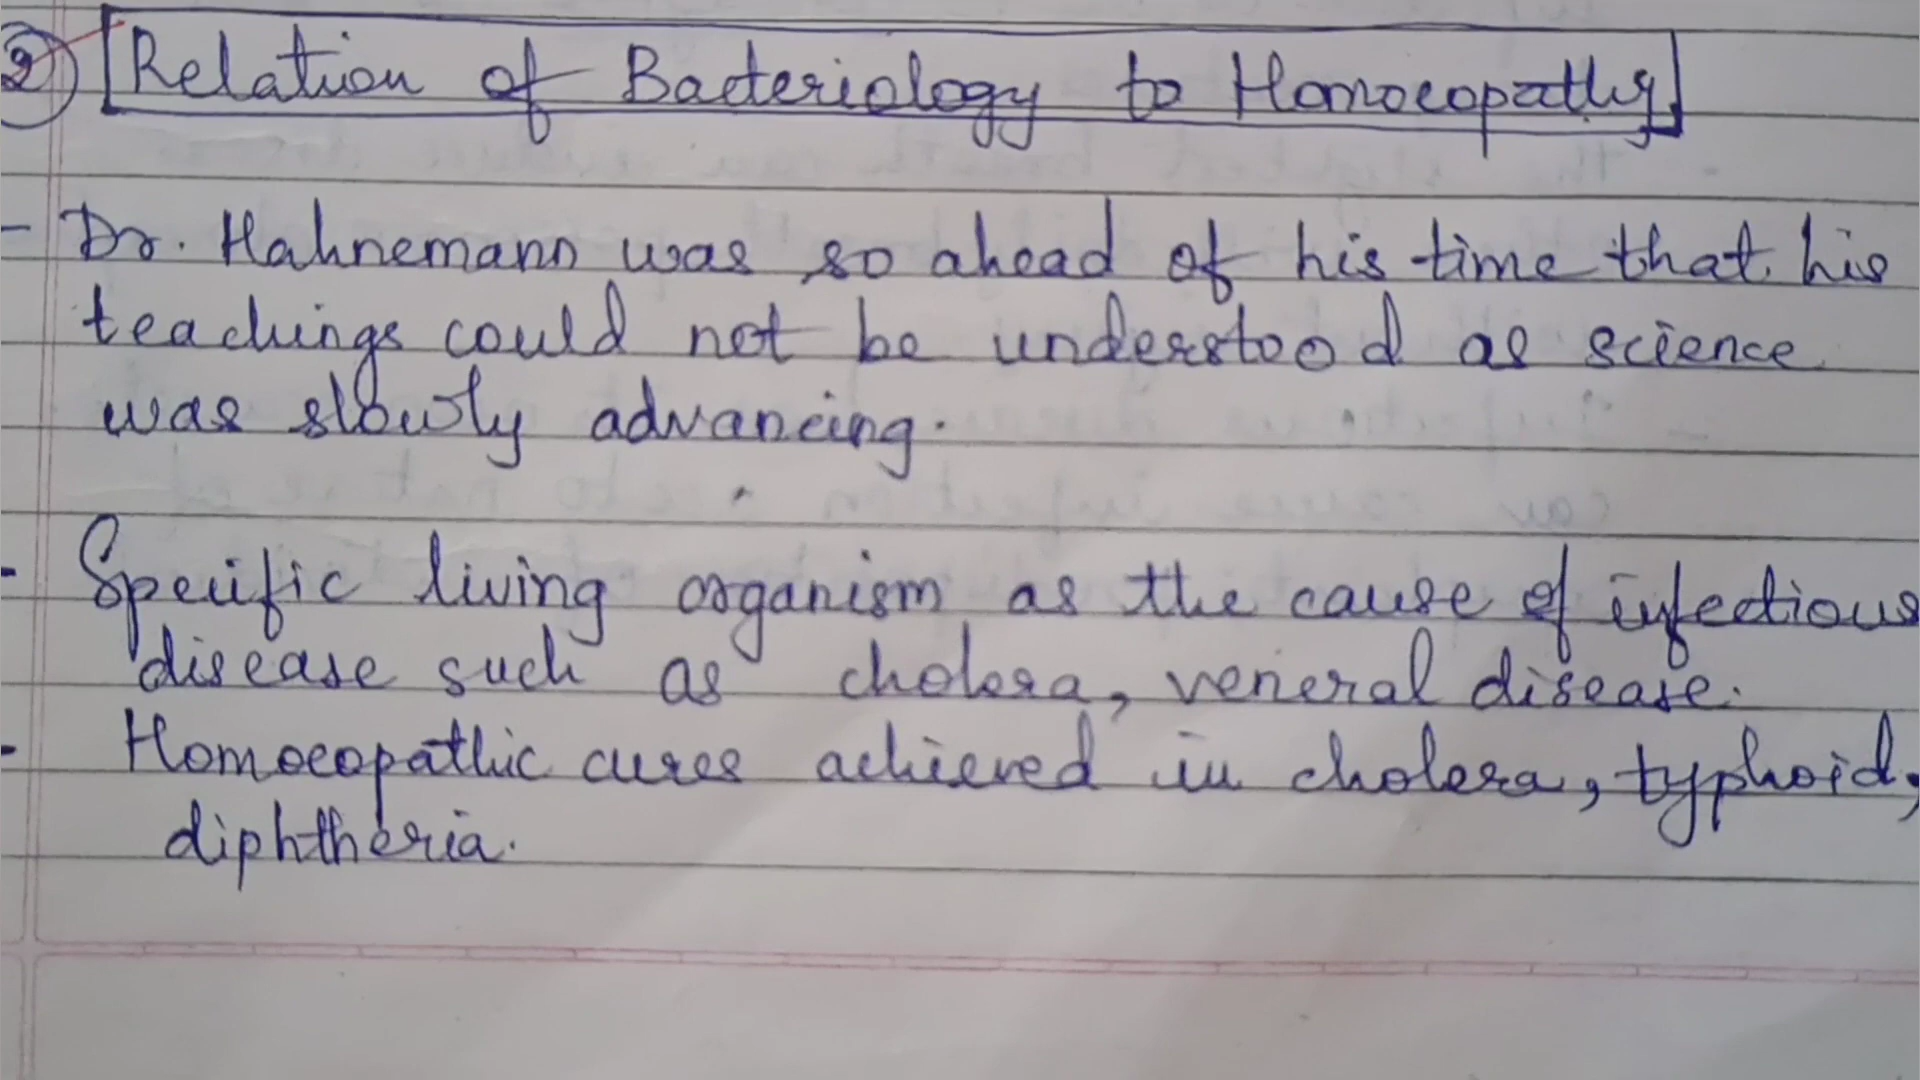 2) Relation of Bacteriology to Homoeopathy
- Dr. Hahnemann was so ahead of his time that his
teachings could not be understood as science
was slowly advancing.
- Specific living organism as the cause of infectious
disease such as cholera, veneral disease.
- Homoeopathic cures achieved in cholera, typhoid,
diphtheria.